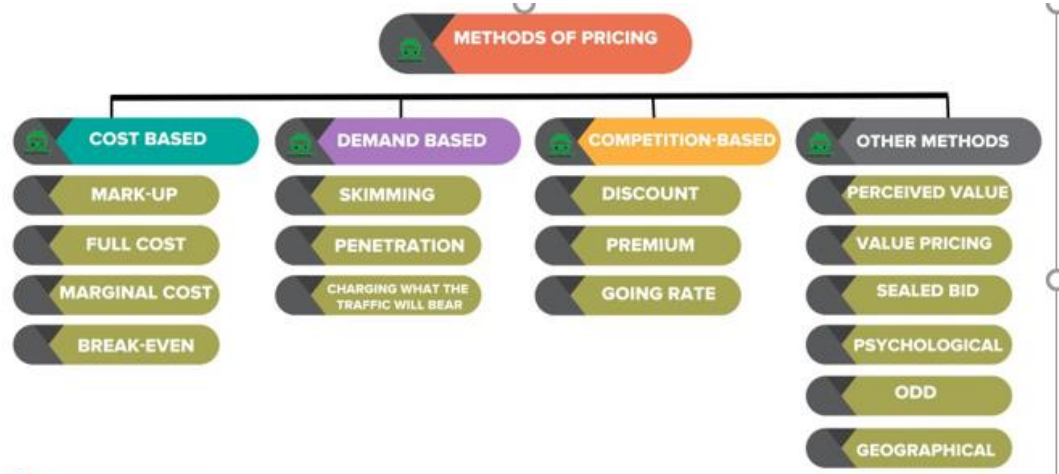 METHODS OF PRICING
COST BASED
MARK-UP
FULL COST
MARGINAL COST
BREAK-EVEN
DEMAND BASED
SKIMMING
PENETRATION
CHARGING WHAT THE
TRAFFIC WILL BEAR
COMPETITION-BASED
DISCOUNT
PREMIUM
GOING RATE
OTHER METHODS
PERCEIVED VALUE
VALUE PRICING
SEALED BID
PSYCHOLOGICAL
ODD
GEOGRAPHICAL